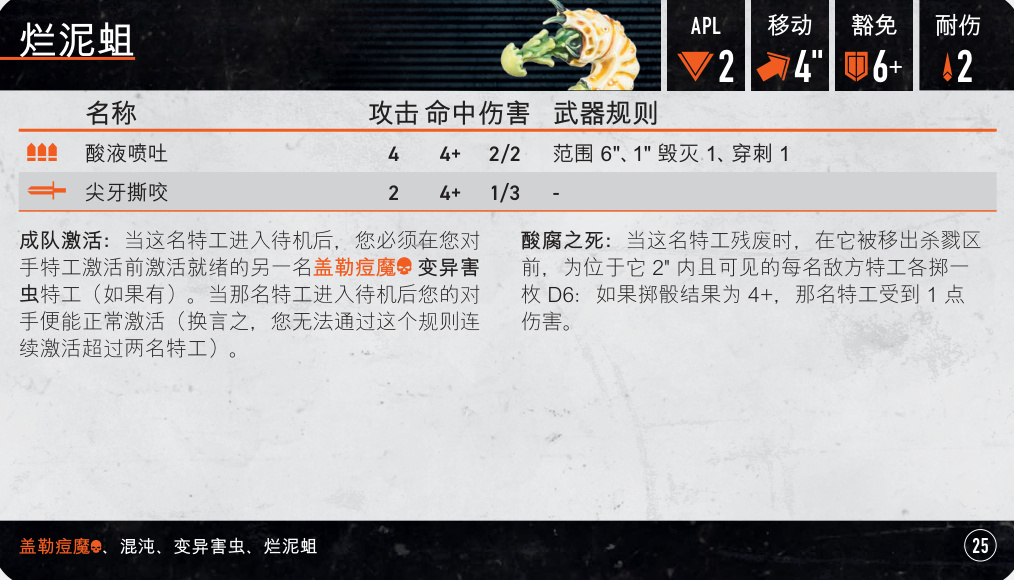 烂泥蛆
APL 移动 豁免 耐伤
2 4" 6+ 2
名称 攻击 命中 伤害 武器规则
酸液喷吐 4 4+ 2/2 范围 6"、1" 毁灭 1、穿刺 1
尖牙撕咬 2 4+ 1/3 -
成队激活：当这名特工进入待机后，您必须在您对
手特工激活前激活就绪的另一名盖勒痘魔 变异害
虫特工（如果有）。当那名特工进入待机后您的对
手便能正常激活（换言之，您无法通过这个规则连
续激活超过两名特工）。
酸腐之死：当这名特工残废时，在它被移出杀戮区
前，为位于它 2" 内且可见的每名敌方特工各掷一
枚 D6：如果掷骰结果为 4+，那名特工受到 1 点
伤害。
盖勒痘魔、混沌、变异害虫、烂泥蛆
25